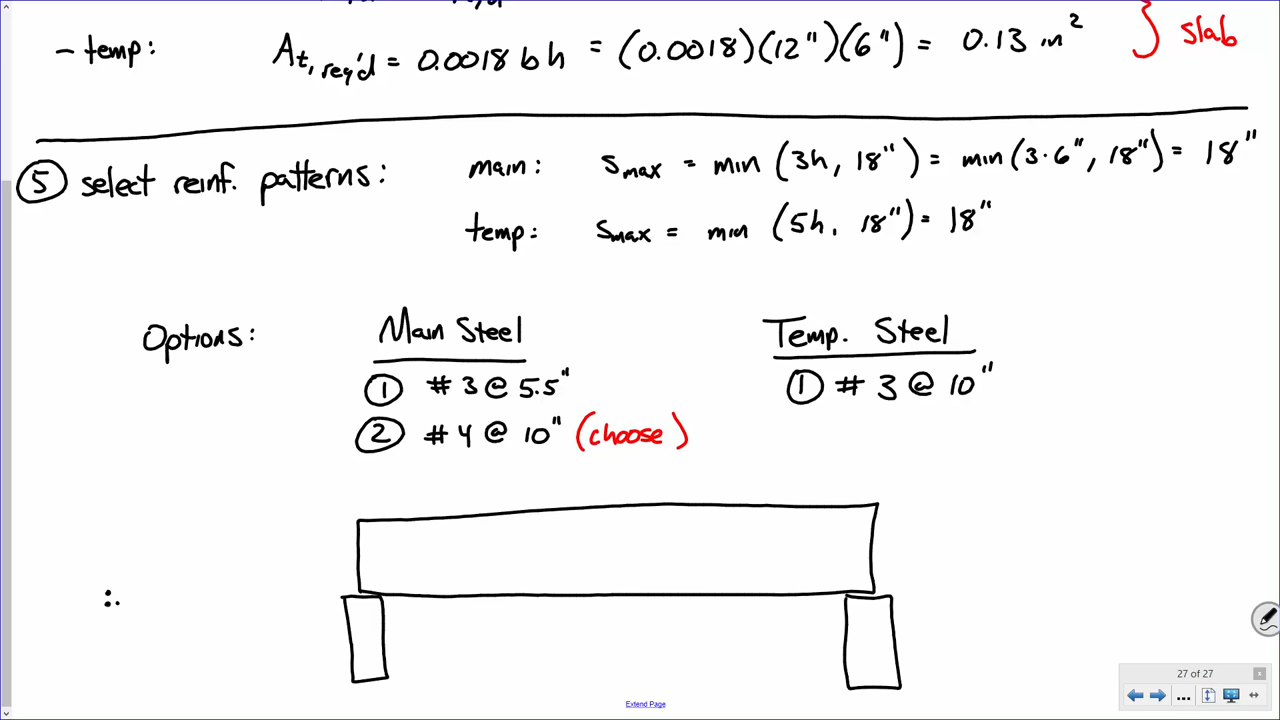 - temp: At, req'd = 0.0018 b h = (0.0018)(12")(6") = 0.13 in² } slab
⑤ select reinf. patterns: main: Smax = min (3h, 18") = min (3·6", 18") = 18"
temp: Smax = min (5h, 18") = 18"
Options: Main Steel Temp. Steel
① # 3 @ 5.5" ① # 3 @ 10"
② # 4 @ 10" (choose)
∴
27 of 27
Extend Page